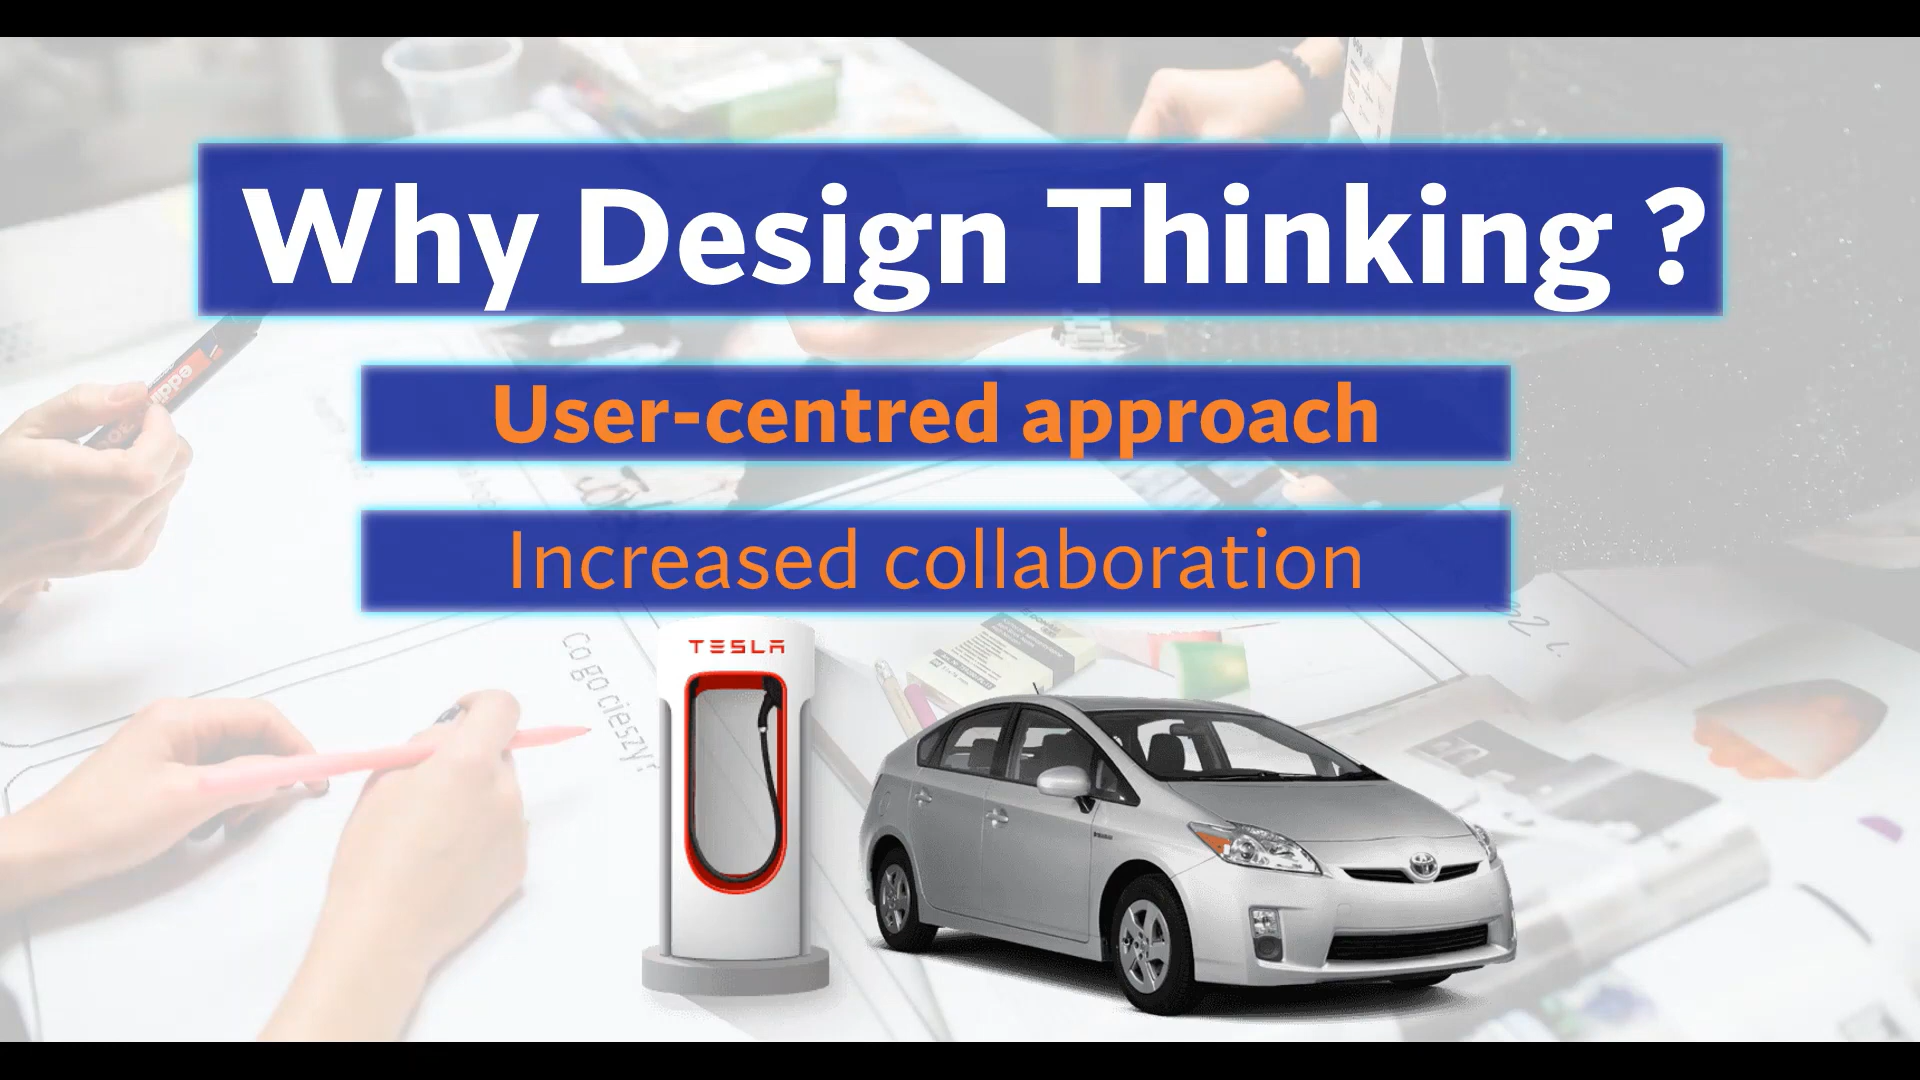 Why Design Thinking ?
User-centred approach
Increased collaboration
TESLA
Co go cieszy?